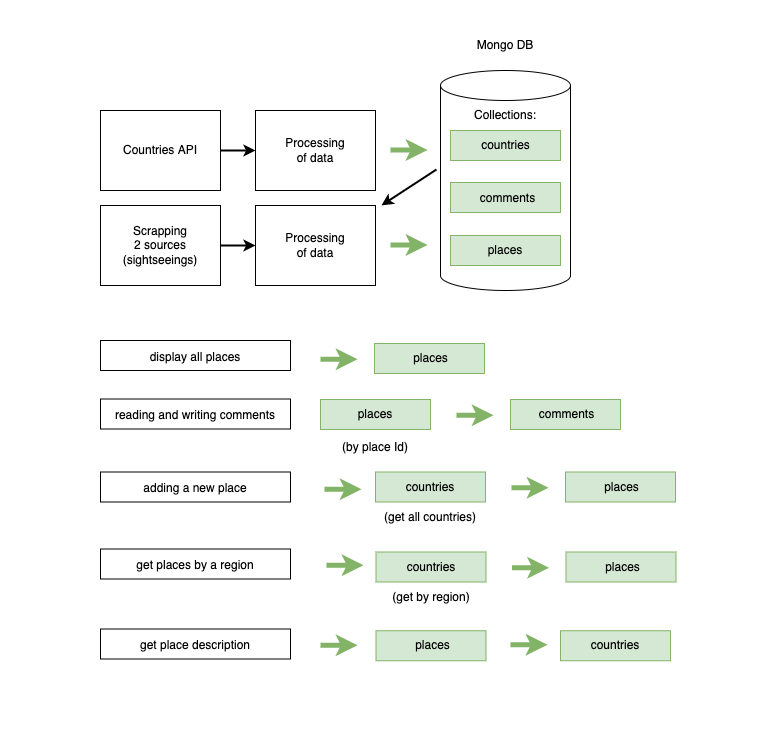 Mongo DB
Collections:
Countries API
Processing
of data
countries
comments
Scrapping
2 sources
(sightseeings)
Processing
of data
places
display all places
places
reading and writing comments
places
comments
(by place Id)
adding a new place
countries
places
(get all countries)
get places by a region
countries
places
(get by region)
get place description
places
countries